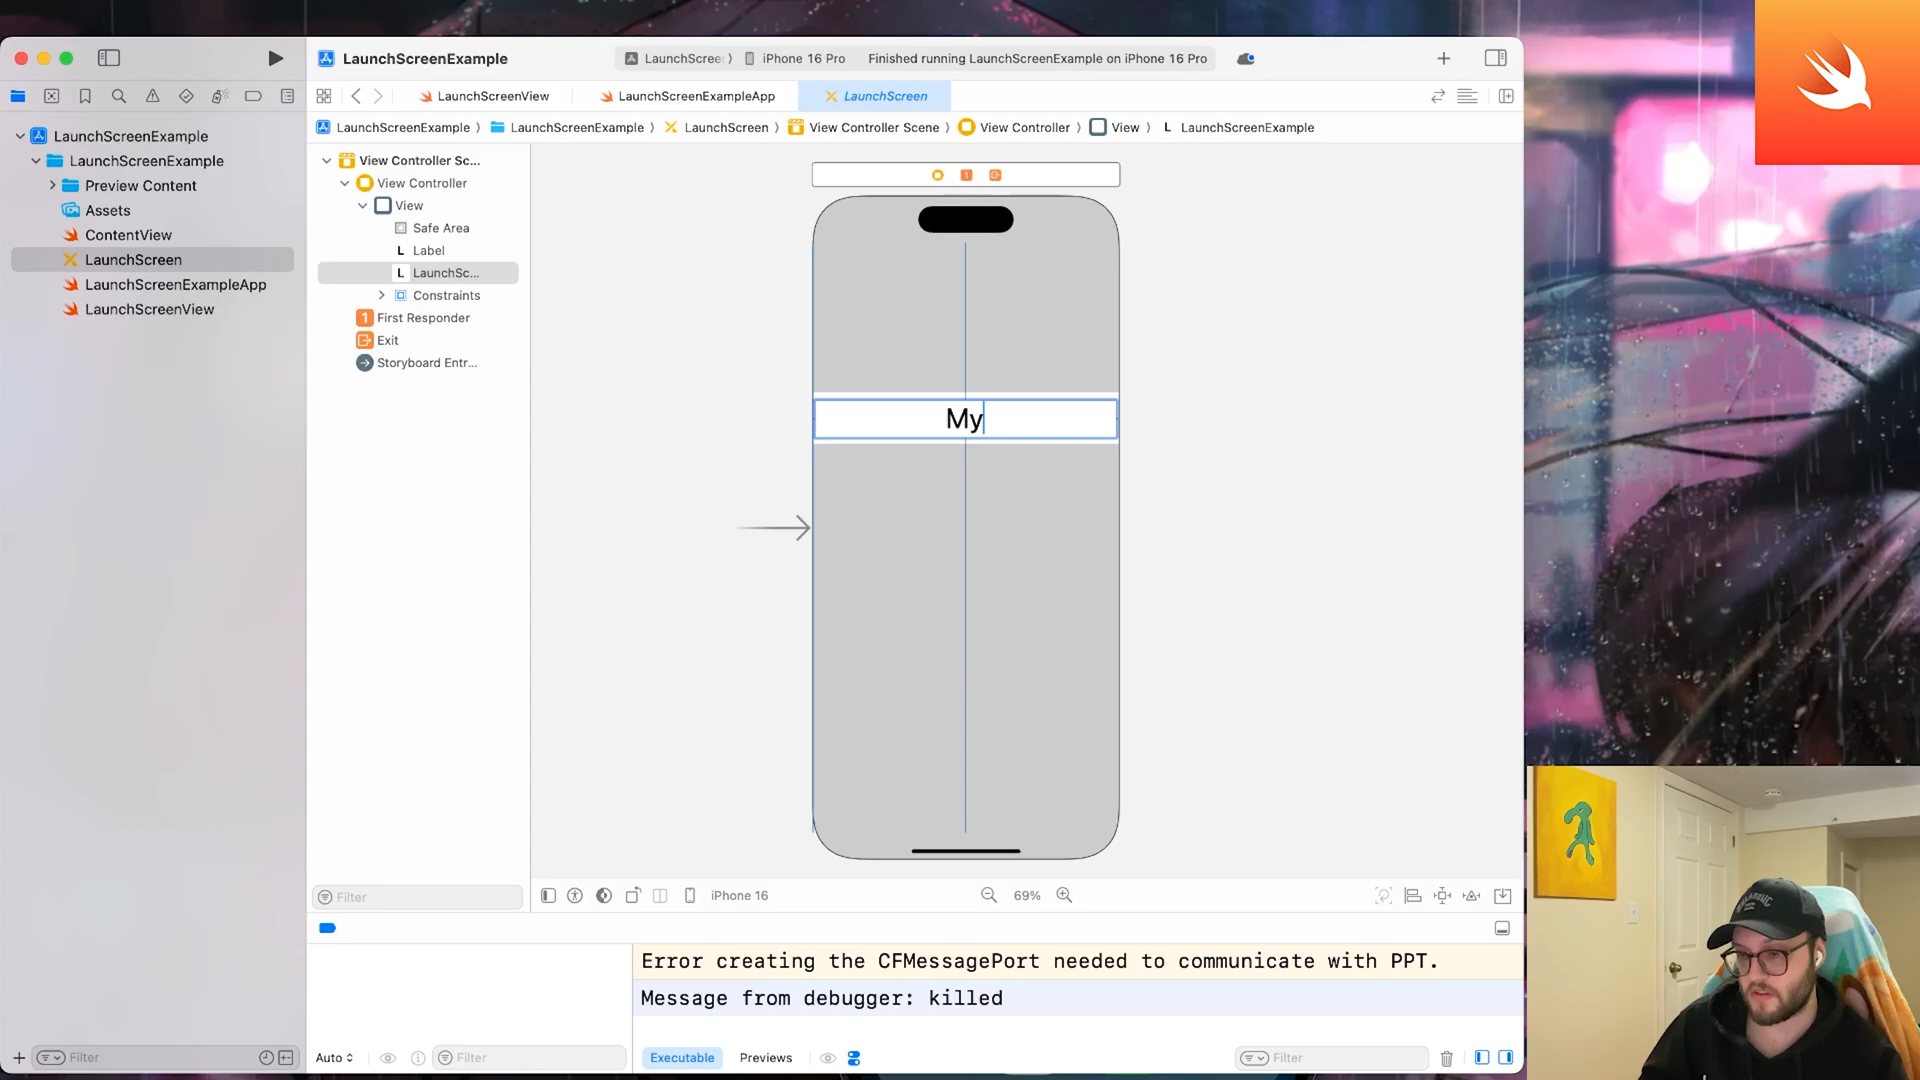 LaunchScreenExample
LaunchScree 〉 iPhone 16 Pro Finished running LaunchScreenExample on iPhone 16 Pro
LaunchScreenView LaunchScreenExampleApp LaunchScreen
LaunchScreenExample 〉 LaunchScreenExample 〉 LaunchScreen 〉 View Controller Scene 〉 View Controller 〉 View 〉 L LaunchScreenExample
LaunchScreenExample
LaunchScreenExample
Preview Content
Assets
ContentView
LaunchScreen
LaunchScreenExampleApp
LaunchScreenView
View Controller Sc...
View Controller
View
Safe Area
L Label
L LaunchSc...
Constraints
1 First Responder
Exit
Storyboard Entr...
1
My
Filter
iPhone 16 69%
Error creating the CFMessagePort needed to communicate with PPT.
Message from debugger: killed
Filter
Auto Filter
Executable Previews Filter